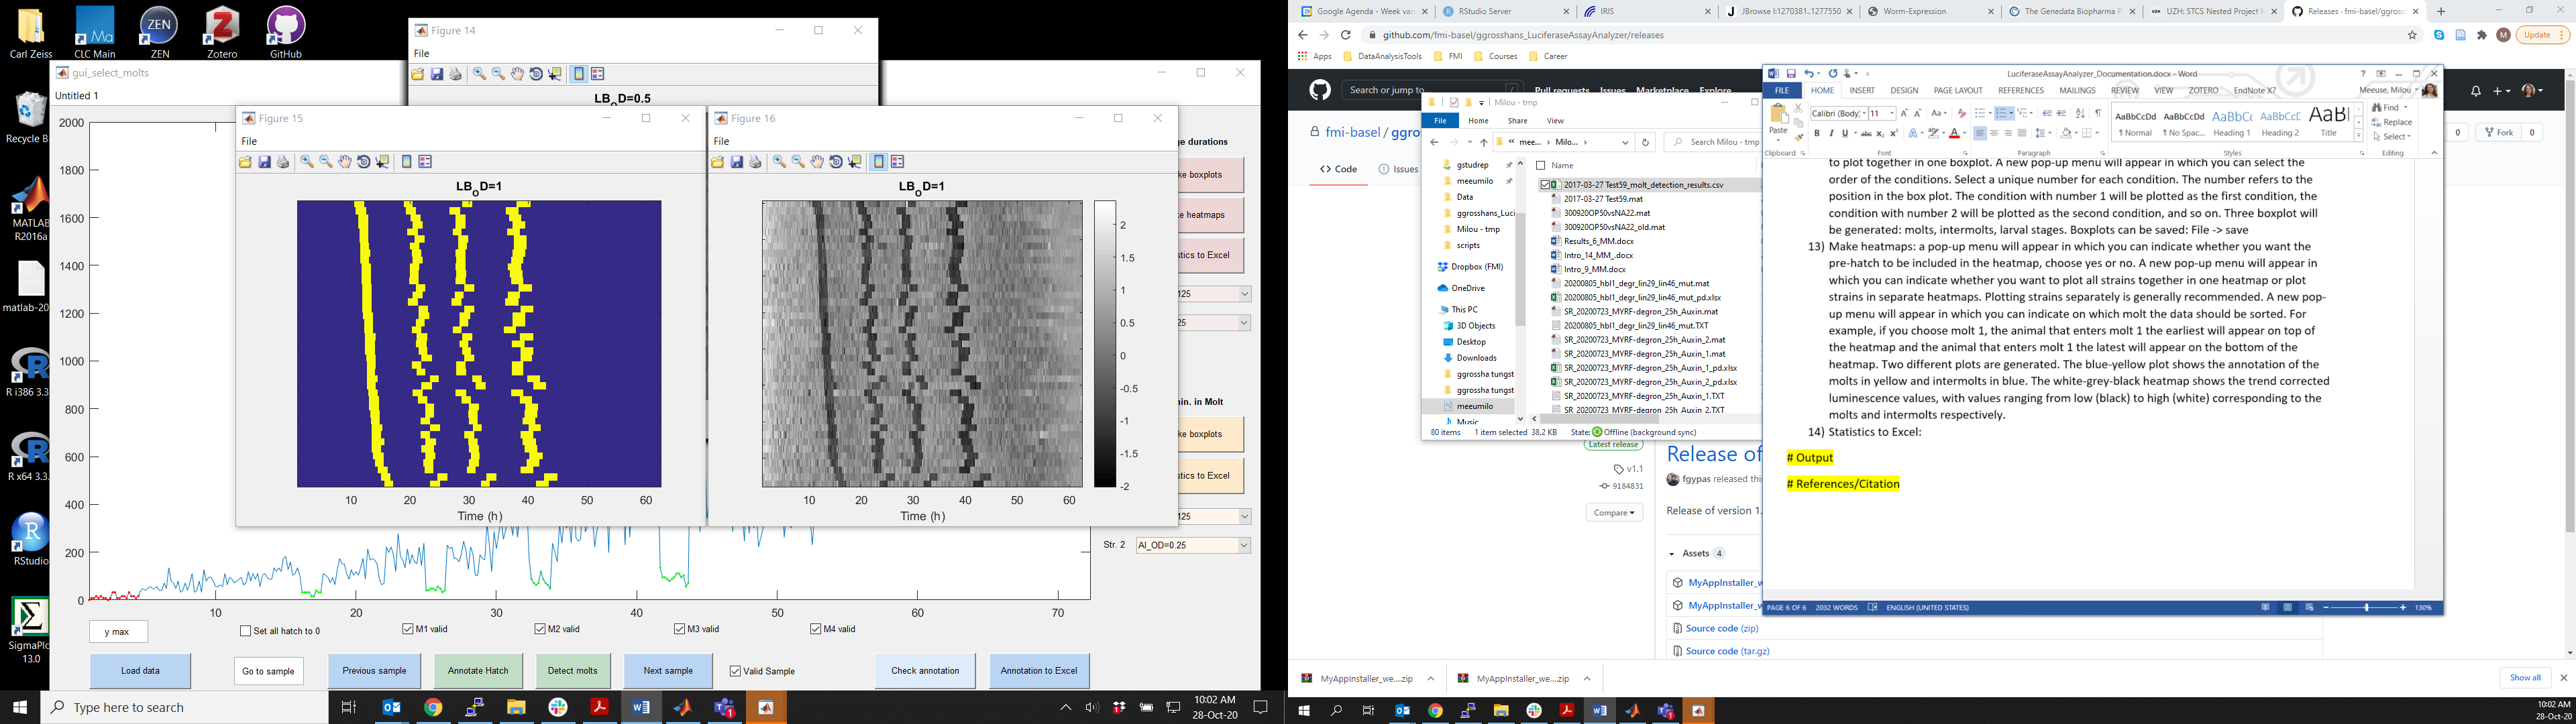 Carl Zeiss
CLC Main
ZEN
Zotero
GitHub
Recycle B
MATLAB
R2016a
matlab-20
R i386 3.3
R x64 3.3.
RStudio
SigmaPlo
13.0
gui_select_molts
Untitled 1
Figure 14
File
LB_OD=0.5
Figure 15
File
LB_OD=1
10 20 30 40 50 60
Time (h)
Figure 16
File
LB_OD=1
2
1.5
1
0.5
0
-0.5
-1
-1.5
-2
10 20 30 40 50 60
Time (h)
2000
1800
1600
1400
1200
1000
800
600
400
200
0
10 20 30 40 50 60 70
ge durations
ke boxplots
ke heatmaps
stics to Excel
125
25
nin. in Molt
ke boxplots
stics to Excel
125
Str. 2 AI_OD=0.25
y max
Set all hatch to 0
M1 valid
M2 valid
M3 valid
M4 valid
Load data
Go to sample
Previous sample
Annotate Hatch
Detect molts
Next sample
Valid Sample
Check annotation
Annotation to Excel
Type here to search
10:02 AM
28-Oct-20
Google Agenda - Week van
RStudio Server
IRIS
JBrowse I:1270381..1277550
Worm-Expression
The Genedata Biopharma P
UZH: STCS Nested Project N
Releases · fmi-basel/ggrossh
github.com/fmi-basel/ggrosshans_LuciferaseAssayAnalyzer/releases
Update
Apps
DataAnalysisTools
FMI
Courses
Career
Search or jump to
Pull requests Issues Marketplace Explore
fmi-basel / ggro
0
Fork 0
Code
Issues
Latest release
v1.1
9184831
Compare
Release of
fgypas released this
Release of version 1.
Assets 4
MyAppInstaller_w
MyAppInstaller_w
Source code (zip)
Source code (tar.gz)
Milou - tmp
File Home Share View
mee... › Milo... ›
Search Milou - tmp
gstudrep
meeumilo
Data
ggrosshans_Luci
Milou - tmp
scripts
Dropbox (FMI)
OneDrive
This PC
3D Objects
Desktop
Downloads
ggrossha tungst
ggrossha tungst
meeumilo
Music
Name
2017-03-27 Test59_molt_detection_results.csv
2017-03-27 Test59.mat
300920OP50vsNA22.mat
300920OP50vsNA22_old.mat
Results_6_MM.docx
Intro_14_MM_.docx
Intro_9_MM.docx
20200805_hbl1_degr_lin29_lin46_mut.mat
20200805_hbl1_degr_lin29_lin46_mut_pd.xlsx
SR_20200723_MYRF-degron_25h_Auxin.mat
20200805_hbl1_degr_lin29_lin46_mut.TXT
SR_20200723_MYRF-degron_25h_Auxin_2.mat
SR_20200723_MYRF-degron_25h_Auxin_1.mat
SR_20200723_MYRF-degron_25h_Auxin_1_pd.xlsx
SR_20200723_MYRF-degron_25h_Auxin_2_pd.xlsx
SR_20200723_MYRF-degron_25h_Auxin_1.TXT
SR_20200723_MYRF-degron_25h_Auxin_2.TXT
80 items 1 item selected 38.2 KB State: Offline (background sync)
LuciferaseAssayAnalyzer_Documentation.docx - Word
FILE HOME INSERT DESIGN PAGE LAYOUT REFERENCES MAILINGS REVIEW VIEW ZOTERO EndNote X7 Meeuse, Milou
Paste
Calibri (Body) 11
AaBbCcDd AaBbCcDd AaBbCc AaBbCcC AaBl
¶ Normal ¶ No Spac... Heading 1 Heading 2 Title
Find
Replace
Select
Clipboard Font Paragraph Styles Editing
to plot together in one boxplot. A new pop-up menu will appear in which you can select the
order of the conditions. Select a unique number for each condition. The number refers to the
position in the box plot. The condition with number 1 will be plotted as the first condition, the
condition with number 2 will be plotted as the second condition, and so on. Three boxplot will
be generated: molts, intermolts, larval stages. Boxplots can be saved: File -> save
13) Make heatmaps: a pop-up menu will appear in which you can indicate whether you want the
pre-hatch to be included in the heatmap, choose yes or no. A new pop-up menu will appear in
which you can indicate whether you want to plot all strains together in one heatmap or plot
strains in separate heatmaps. Plotting strains separately is generally recommended. A new pop-
up menu will appear in which you can indicate on which molt the data should be sorted. For
example, if you choose molt 1, the animal that enters molt 1 the earliest will appear on top of
the heatmap and the animal that enters molt 1 the latest will appear on the bottom of the
heatmap. Two different plots are generated. The blue-yellow plot shows the annotation of the
molts in yellow and intermolts in blue. The white-grey-black heatmap shows the trend corrected
luminescence values, with values ranging from low (black) to high (white) corresponding to the
molts and intermolts respectively.
14) Statistics to Excel:
# Output
# References/Citation
PAGE 6 OF 6 2032 WORDS ENGLISH (UNITED STATES) 130%
MyAppInstaller_we....zip
MyAppInstaller_we....zip
Show all
10:02 AM
28-Oct-20